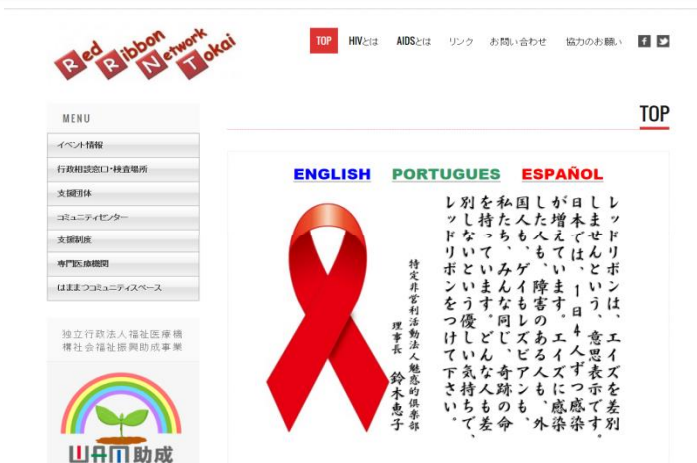 Red Ribbon Network Tokai
TOP HIVとは AIDSとは リンク お問い合わせ 協力のお願い
MENU
イベント情報
行政相談窓口・検査場所
支援団体
コミュニティセンター
支援制度
専門医療機関
はままつコミュニティスペース
独立行政法人福祉医療機
構社会福祉振興助成事業
WAM助成
TOP
ENGLISH PORTUGUES ESPAÑOL
レッドリボンは、エイズを差別
しませんという、意思表示です。
日本では、1日4人ずつ感染
が増えています。エイズに感染
した人も、障害のある人も、外
国人も、ゲイもレズビアンも、
私たち、みんな同じ、奇跡の命
を持っています。どんな人も差
別しないという優しい気持ちで、
レッドリボンをつけて下さい。
特定非営利活動法人魅惑的倶楽部
理事長 鈴木恵子